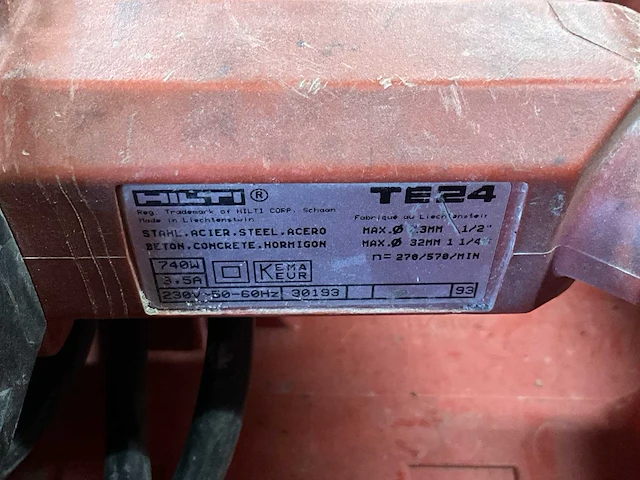 HILTI ® TE24
Reg. Trademark of HILTI CORP. Schaan
Made in Liechtenstein Fabriqué au Liechtenstein
STAHL.ACIER.STEEL.ACERO MAX.Ø 13MM 1/2"
BETON.CONCRETE.HORMIGON MAX.Ø 32MM 1 1/4"
n= 270/570/MIN
740W KEMA
3.5A KEUR
230V~50-60Hz 30193 93